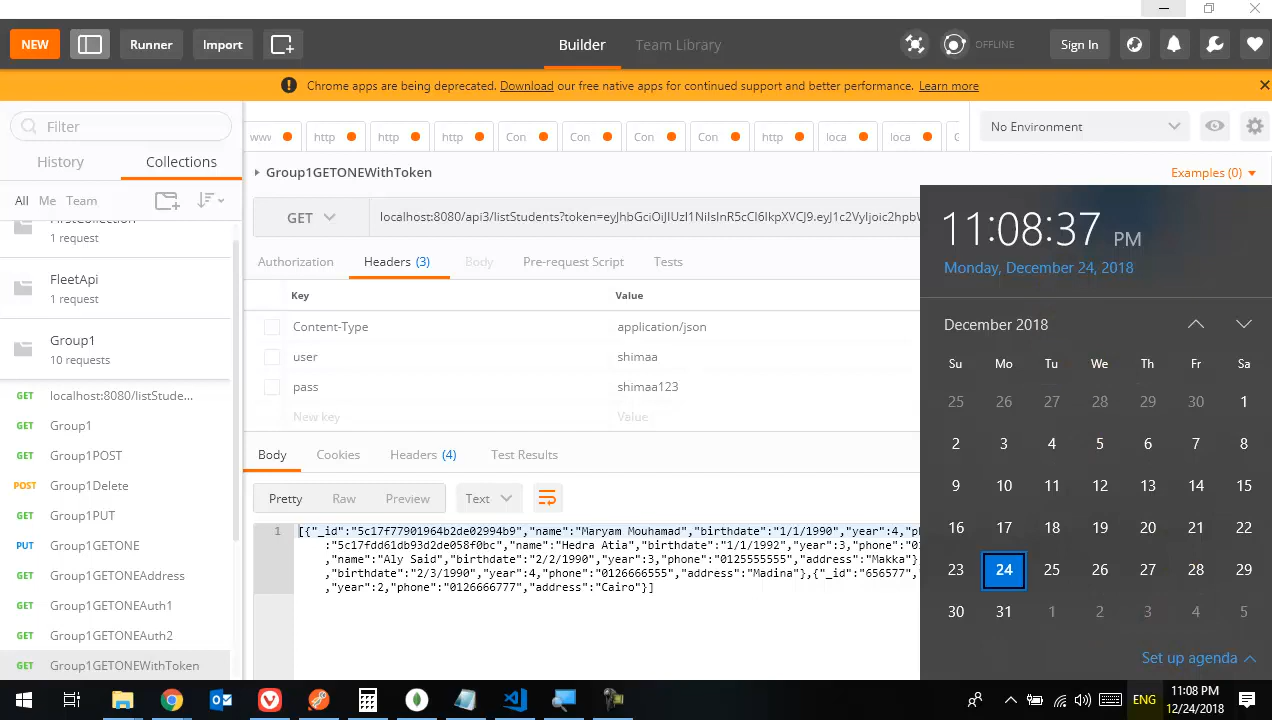 NEW
Runner
Import
Builder
Team Library
OFFLINE
Sign In
Chrome apps are being deprecated. Download our free native apps for continued support and better performance. Learn more
Filter
History
Collections
All Me Team
1 request
FleetApi
1 request
Group1
10 requests
GET localhost:8080/listStude...
GET Group1
GET Group1POST
POST Group1Delete
GET Group1PUT
PUT Group1GETONE
GET Group1GETONEAddress
GET Group1GETONEAuth1
GET Group1GETONEAuth2
GET Group1GETONEWithToken
www
http
http
http
Con
Con
Con
Con
http
loca
loca
No Environment
Group1GETONEWithToken
Examples (0)
GET
localhost:8080/api3/listStudents?token=
Authorization
Headers (3)
Body
Pre-request Script
Tests
Key Value
Content-Type application/json
user shimaa
pass shimaa123
New key Value
Body
Cookies
Headers (4)
Test Results
Pretty
Raw
Preview
Text
1
[{"_id":"5c17f77901964b2de02994b9","name":"Maryam Mouhamad","birthdate":"1/1/1990","year":4,"
"5c17fdd61db93d2de058f0bc","name":"Hedra Atia","birthdate":"1/1/1992","year":3,"phone":"01
,"name":"Aly Said","birthdate":"2/2/1990","year":3,"phone":"0125555555","address":"Makka"}
,"birthdate":"2/3/1990","year":4,"phone":"0126666555","address":"Madina"},{"_id":"656577",
,"year":2,"phone":"0126666777","address":"Cairo"}]
11:08:37 PM
Monday, December 24, 2018
December 2018
Su Mo Tu We Th Fr Sa
25 26 27 28 29 30 1
2 3 4 5 6 7 8
9 10 11 12 13 14 15
16 17 18 19 20 21 22
23 24 25 26 27 28 29
30 31 1 2 3 4 5
Set up agenda
ENG
11:08 PM
12/24/2018